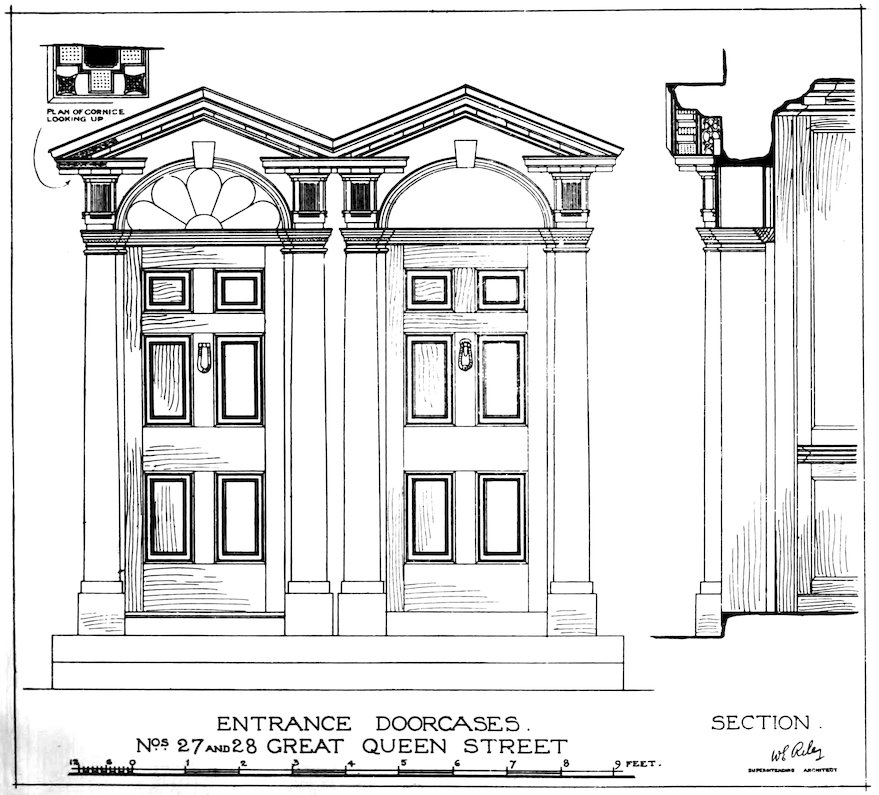 PLAN OF CORNICE
LOOKING UP
ENTRANCE DOORCASES.
Nos 27 AND 28 GREAT QUEEN STREET
SECTION.
12 6 0 1 2 3 4 5 6 7 8 9 FEET.
W E Riley
SUPERINTENDING ARCHITECT